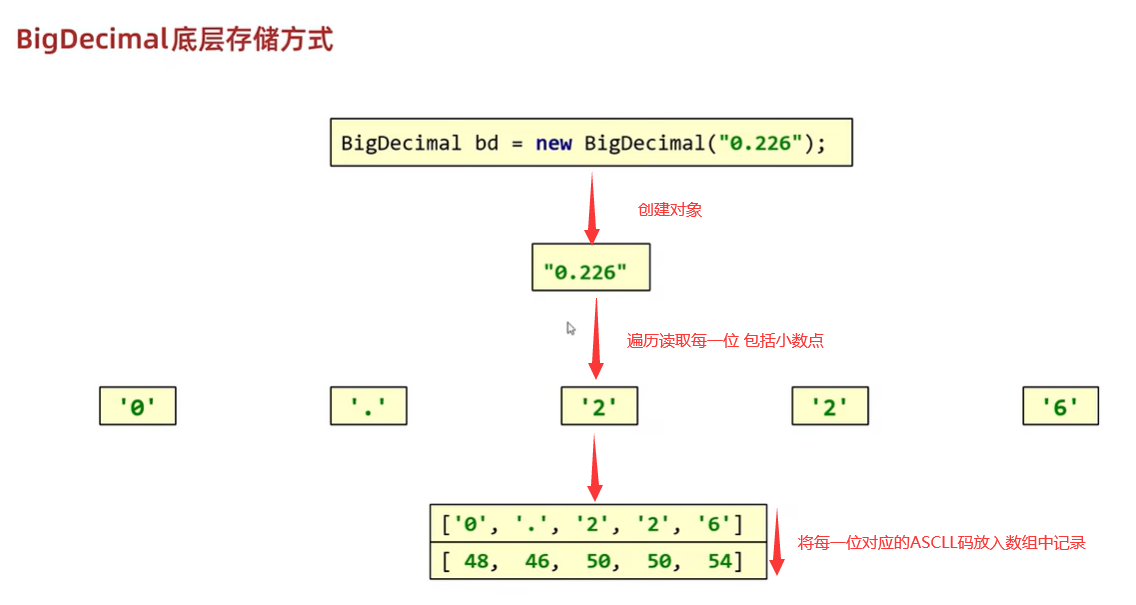 BigDecimal底层存储方式
BigDecimal bd = new BigDecimal("0.226");
创建对象
"0.226"
遍历读取每一位 包括小数点
'0' '.' '2' '2' '6'
['0', '.', '2', '2', '6']
将每一位对应的ASCLL码放入数组中记录
[ 48, 46, 50, 50, 54]